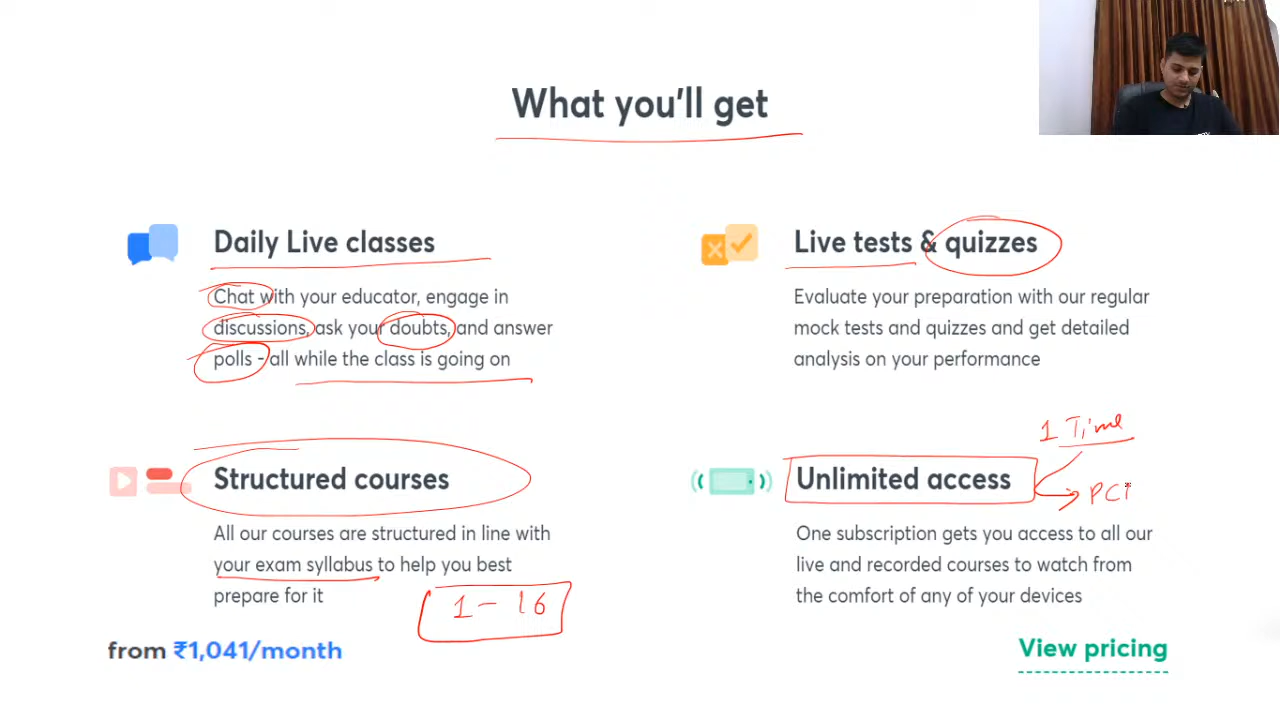 What you'll get
Daily Live classes
Chat with your educator, engage in
discussions, ask your doubts, and answer
polls - all while the class is going on
Live tests & quizzes
Evaluate your preparation with our regular
mock tests and quizzes and get detailed
analysis on your performance
Structured courses
All our courses are structured in line with
your exam syllabus to help you best
prepare for it
1 - 16
1 Time
Unlimited access
One subscription gets you access to all our
live and recorded courses to watch from
the comfort of any of your devices
from ₹1,041/month
View pricing